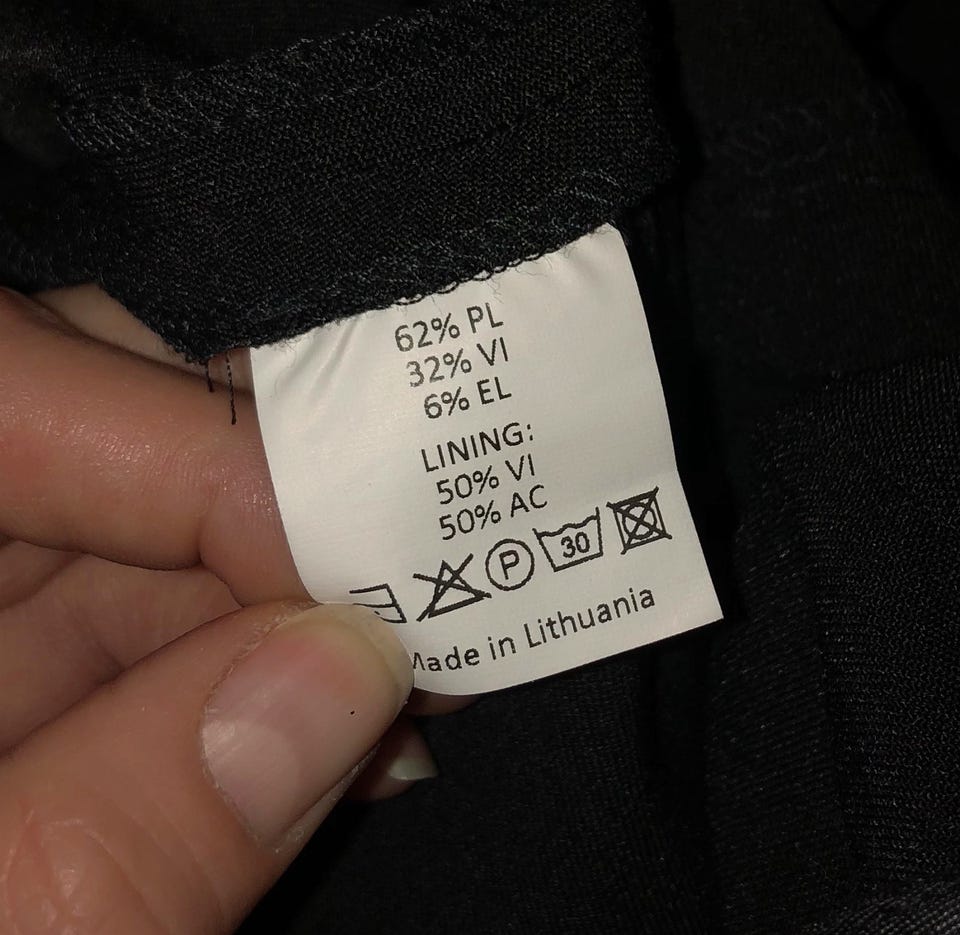 62% PL
32% VI
6% EL
LINING:
50% VI
50% AC
P 30
Made in Lithuania